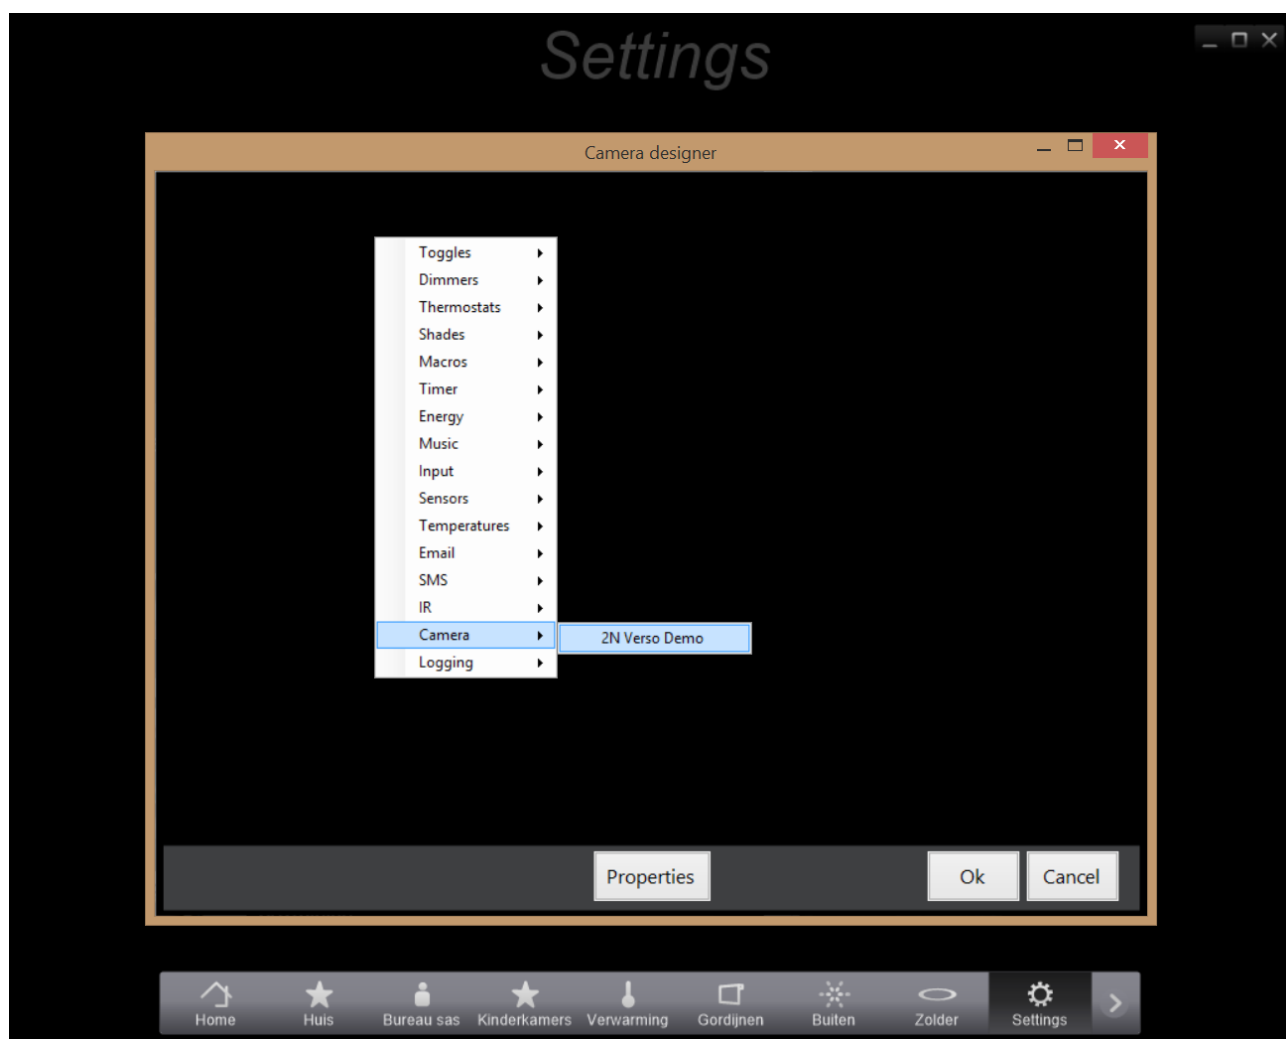 Settings
Camera designer
Toggles
Dimmers
Thermostats
Shades
Macros
Timer
Energy
Music
Input
Sensors
Temperatures
Email
SMS
IR
Camera
2N Verso Demo
Logging
Properties
Ok
Cancel
Home
Huis
Bureau sas
Kinderkamers
Verwarming
Gordijnen
Buiten
Zolder
Settings